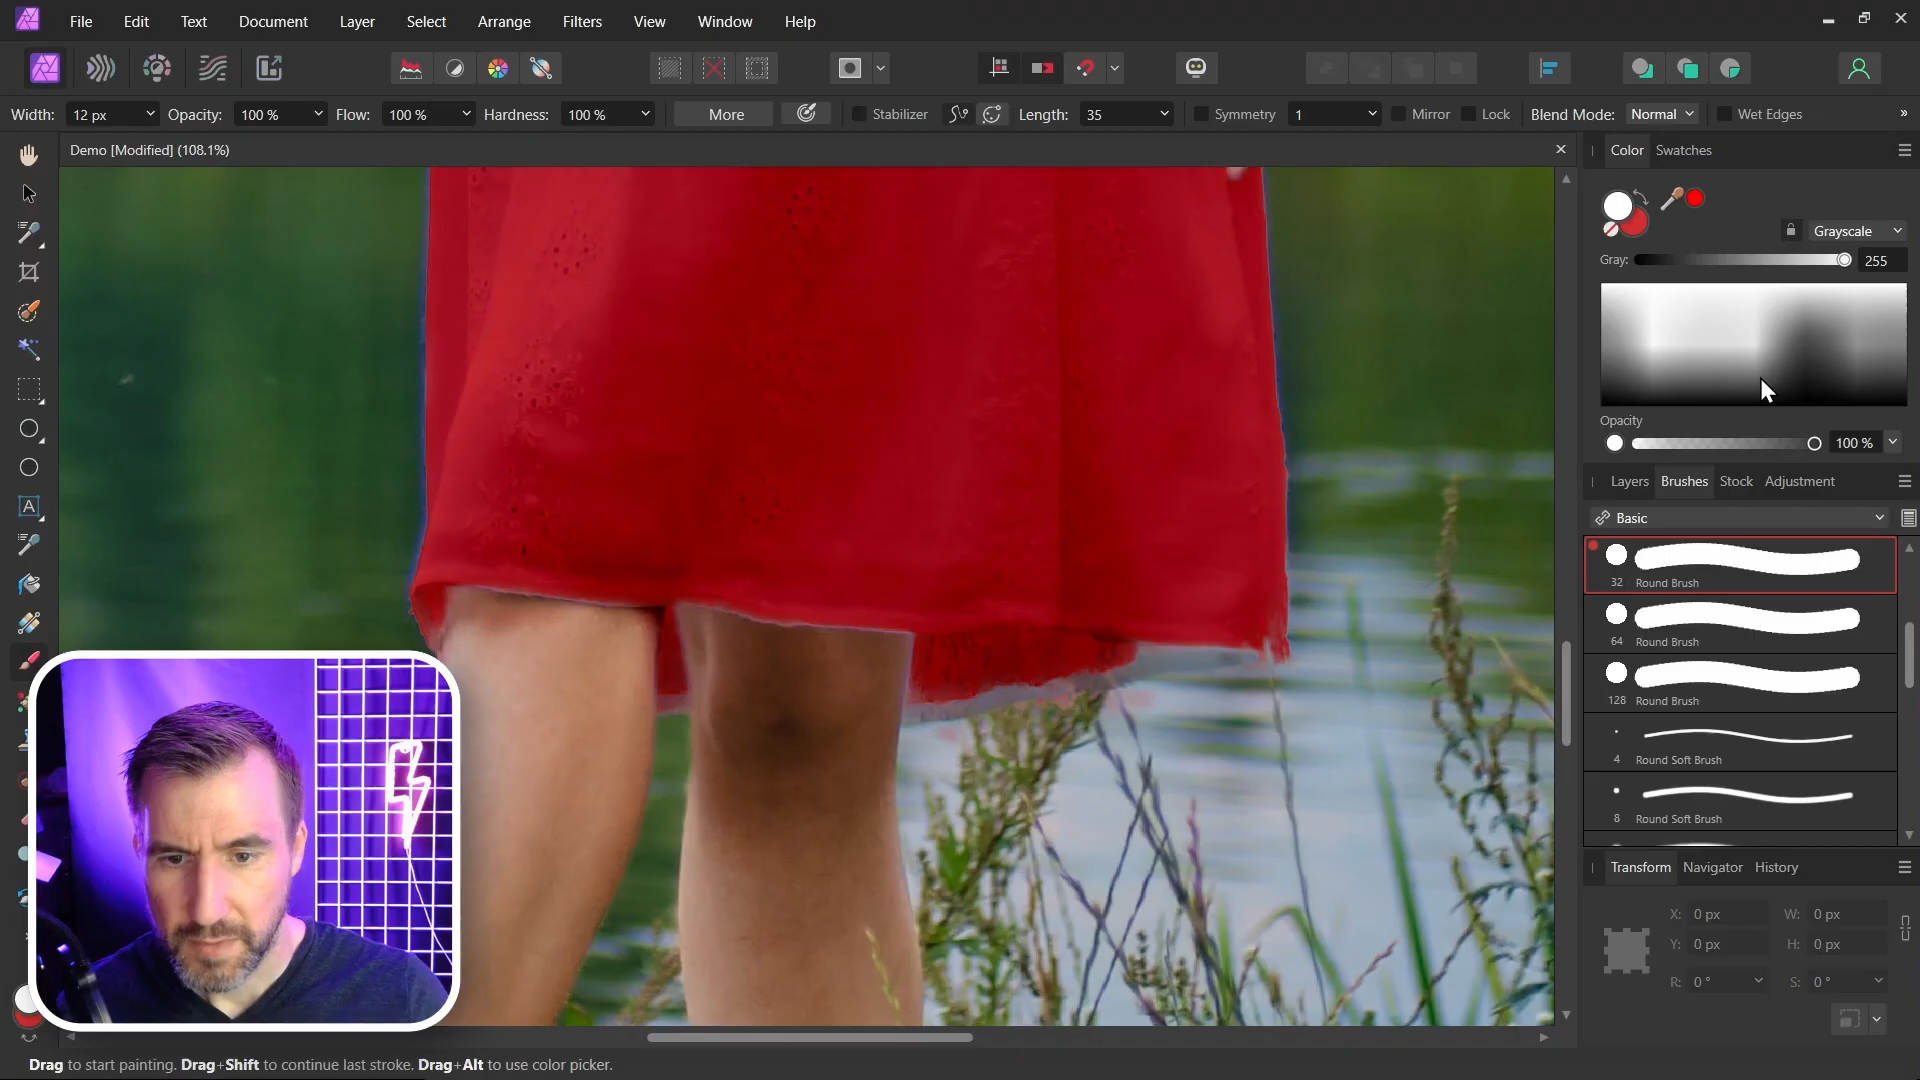 File Edit Text Document Layer Select Arrange Filters View Window Help
Width: 12 px Opacity: 100 % Flow: 100 % Hardness: 100 % More Stabilizer Length: 35 Symmetry 1 Mirror Lock Blend Mode: Normal Wet Edges »
Demo [Modified] (108.1%)
Color Swatches
Grayscale
Gray: 255
Opacity
100 %
Layers Brushes Stock Adjustment
Basic
32 Round Brush
64 Round Brush
128 Round Brush
4 Round Soft Brush
8 Round Soft Brush
Transform Navigator History
X: 0 px W: 0 px
Y: 0 px H: 0 px
R: 0 ° S: 0 °
Drag to start painting. Drag+Shift to continue last stroke. Drag+Alt to use color picker.